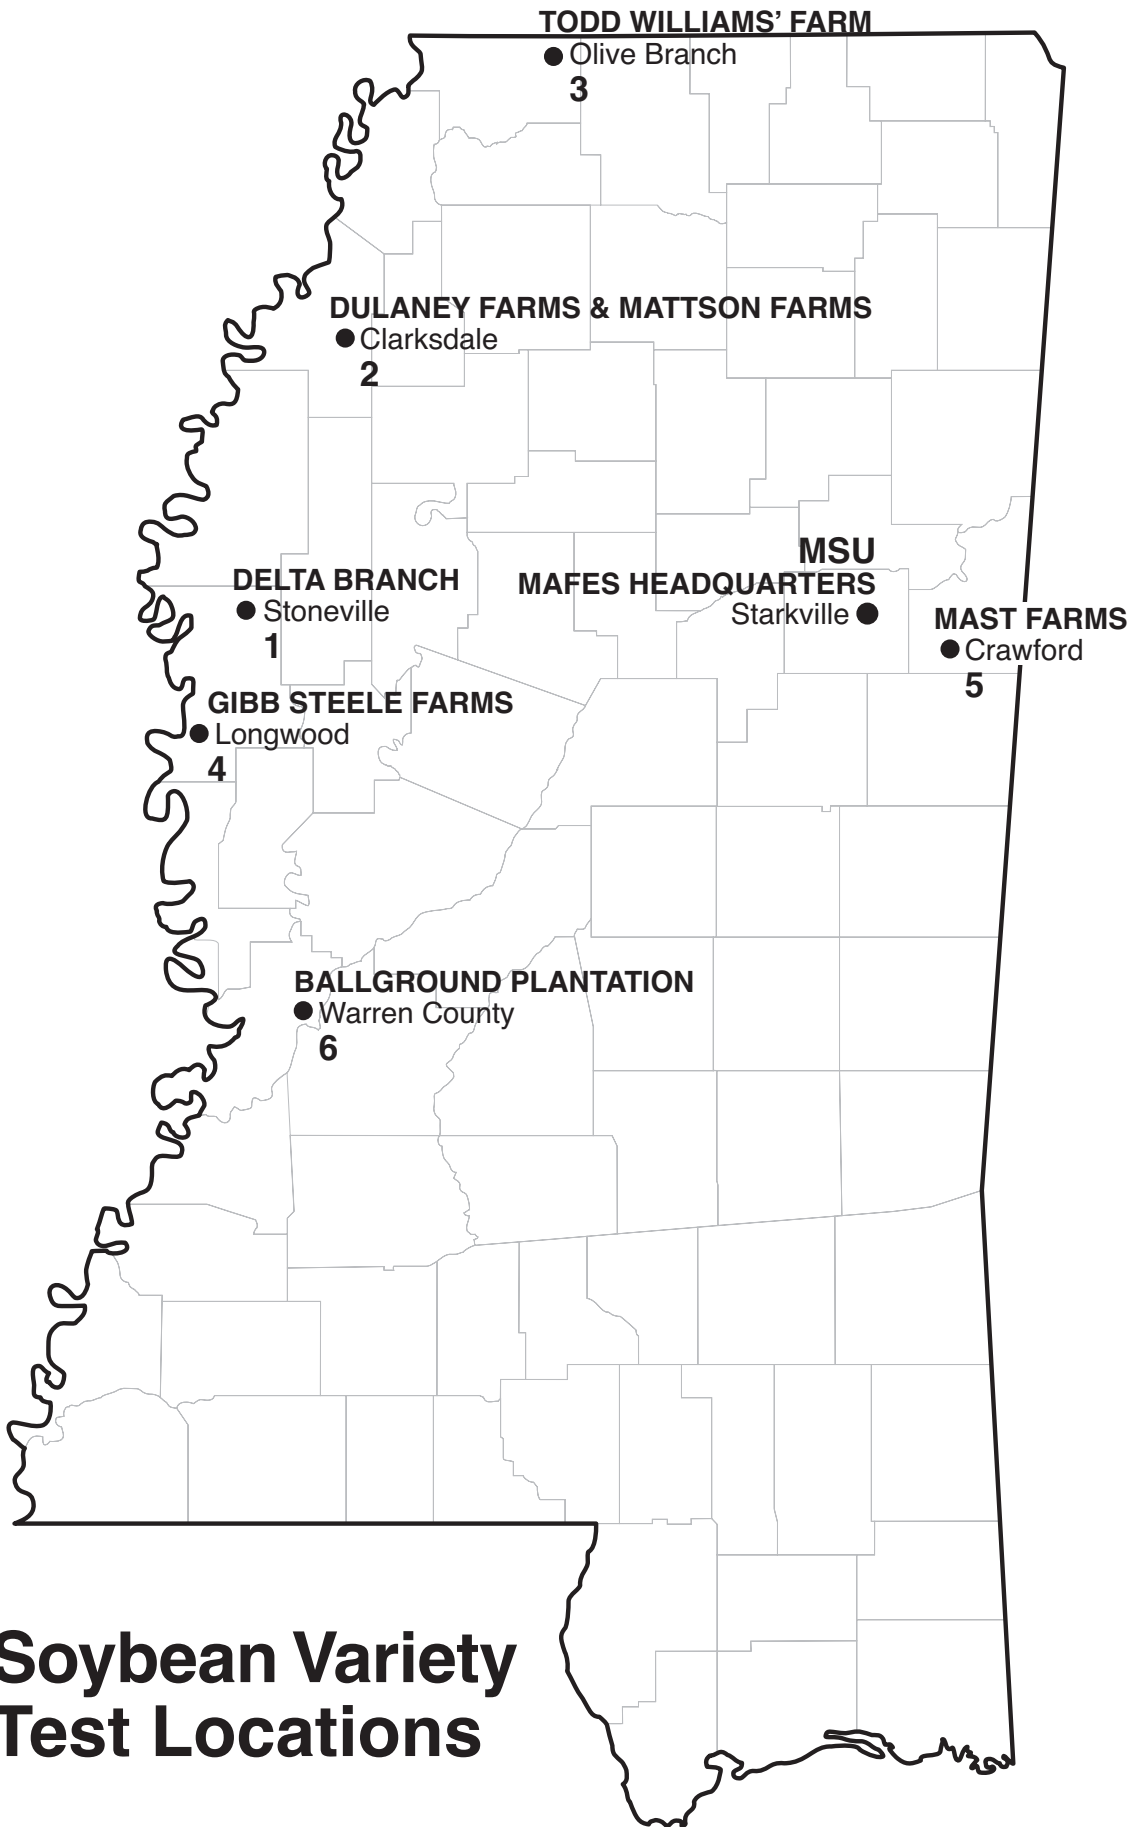 TODD WILLIAMS’ FARM
Olive Branch
3
DULANEY FARMS & MATTSON FARMS
Clarksdale
2
MSU
MAFES HEADQUARTERS
Starkville
DELTA BRANCH
Stoneville
1
MAST FARMS
Crawford
5
GIBB STEELE FARMS
Longwood
4
BALLGROUND PLANTATION
Warren County
6
Soybean Variety
Test Locations